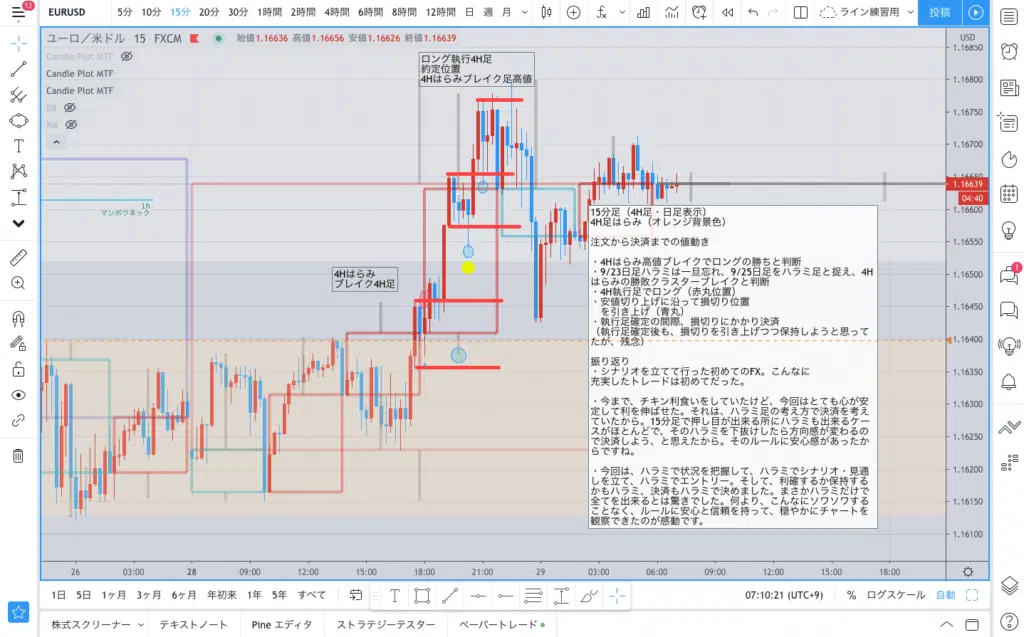 13
EURUSD
5分 10分 15分 20分 30分 1時間 2時間 4時間 6時間 8時間 12時間 日 週 月
ライン練習用
投稿
ユーロ／米ドル 15 FXCM 始値1.16636 高値1.16656 安値1.16626 終値1.16639
USD
Candle Plot MTF
Candle Plot MTF
Candle Plot MTF
BB
MA
ロング執行4H足
約定位置
4Hはらみブレイク足高値
1h
マンボウネック
4Hはらみ
ブレイク4H足
1.16850
1.16800
1.16750
1.16700
1.16639
04:40
1.16600
1.16550
1.16500
1.16450
1.16400
1.16350
1.16300
1.16250
1.16200
1.16150
1.16100
15分足（4H足・日足表示）
4H足はらみ（オレンジ背景色）
注文から決済までの値動き
・4Hはらみ高値ブレイクでロングの勝ちと判断
・9/23日足ハラミは一旦忘れ、9/25日足をハラミ足と捉え、4H
はらみの勝敗クラスターブレイクと判断
・4H執行足でロング（赤丸位置）
・安値切り上げに沿って損切り位置
を引き上げ（青丸）
・執行足確定の間際、損切りにかかり決済
（執行足確定後も、損切りを引き上げつつ保持しようと思って
たが、残念）
振り返り
・シナリオを立てて行った初めてのFX。こんなに
充実したトレードは初めてだった。
・今まで、チキン利食いをしていたけど、今回はとても心が安
定して利を伸ばせた。それは、ハラミ足の考え方で決済を考え
ていたから。15分足で押し目が出来る所にハラミも出来るケー
スがほとんどで、そのハラミを下抜けしたら方向感が変わるの
で決済しよう、と思えたから。そのルールに安心感があったか
らですね。
・今回は、ハラミで状況を把握して、ハラミでシナリオ・見通
しを立て、ハラミでエントリー。そして、利確するか保持する
かもハラミ、決済もハラミで決めました。まさかハラミだけで
全てを出来るとは驚きでした。何より、こんなにソワソワする
ことなく、ルールに安心と信頼を持って、穏やかにチャートを
観察できたのが感動です。
1
26 03:00 28 09:00 12:00 15:00 18:00 21:00 29 03:00 06:00 09:00 12:00 15:00 18:00
1日 5日 1ヶ月 3ヶ月 6ヶ月 年初来 1年 5年 すべて
07:10:21 (UTC+9) % ログスケール 自動
株式スクリーナー テキストノート Pine エディタ ストラテジーテスター ペーパートレード